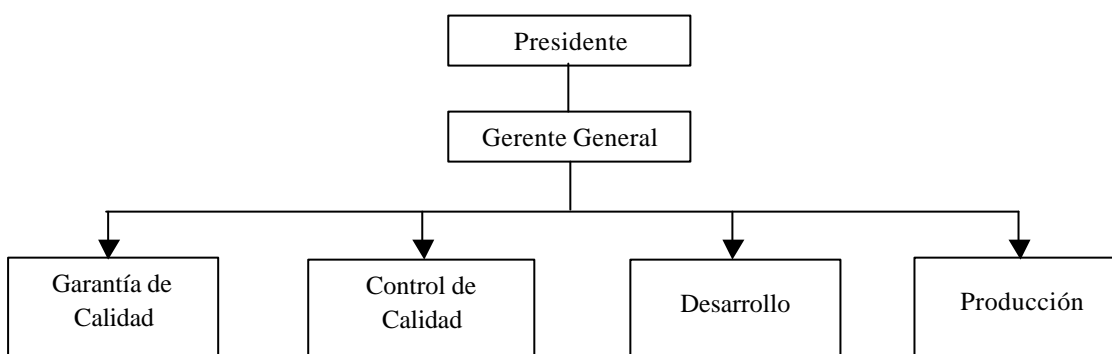 Presidente
Gerente General
Garantía de
Calidad
Control de
Calidad
Desarrollo
Producción